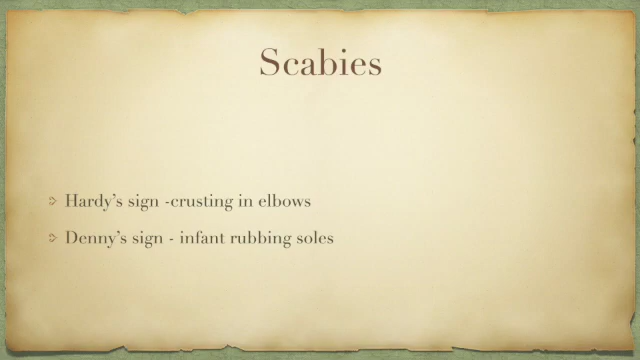 Scabies
Hardy's sign -crusting in elbows
Denny's sign - infant rubbing soles